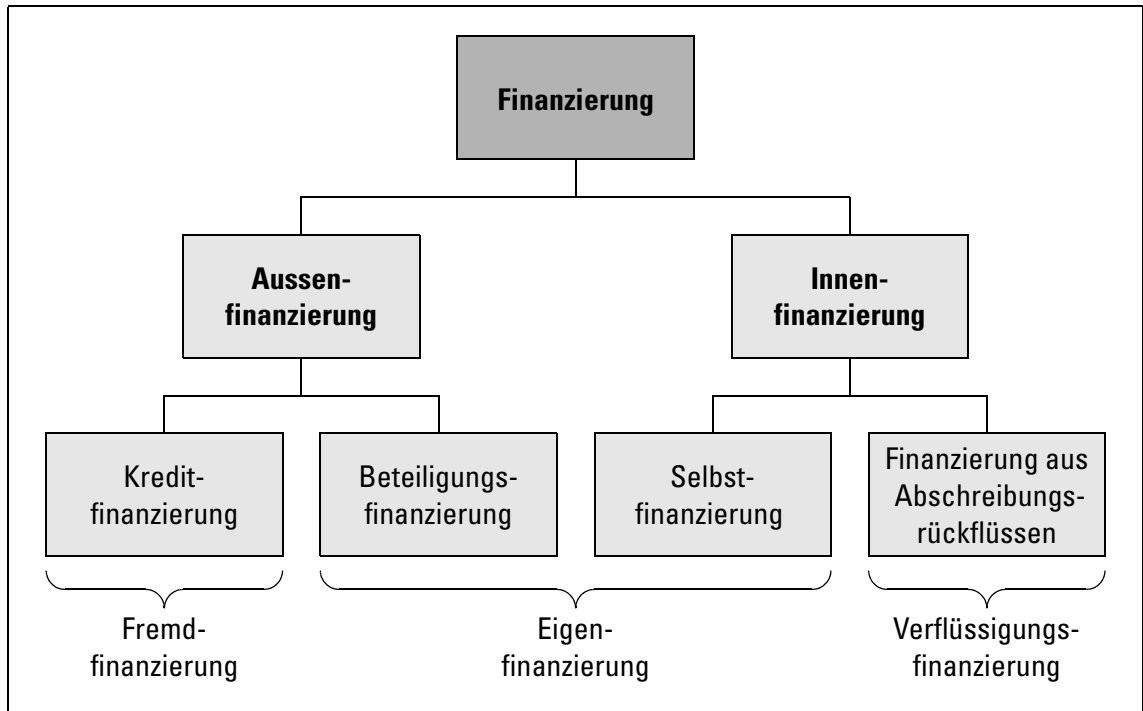 Finanzierung
Aussen-
finanzierung
Innen-
finanzierung
Kredit-
finanzierung
Beteiligungs-
finanzierung
Selbst-
finanzierung
Finanzierung aus
Abschreibungs-
rückflüssen
Fremd-
finanzierung
Eigen-
finanzierung
Verflüssigungs-
finanzierung